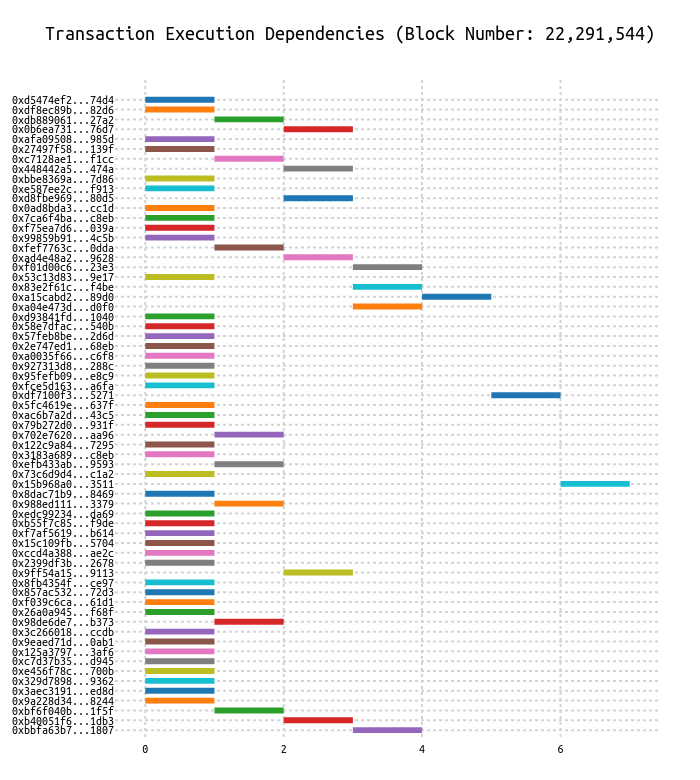 Transaction Execution Dependencies (Block Number: 22,291,544)
0xd5474ef2...74d4
0xdf8ec89b...82d6
0xdb889061...27a2
0x0b6ea731...76d7
0xafa09508...985d
0x27497f58...139f
0xc7128ae1...f1cc
0x448442a5...474a
0xbbe8369a...7d86
0xe587ee2c...f913
0xd8fbe969...80d5
0x0ad8bda3...cc1d
0x7ca6f4ba...c8eb
0xf75ea7d6...039a
0x99859b91...4c5b
0xfef7763c...0dda
0xad4e48a2...9628
0xf01d00c6...23e3
0x53c13d83...9e17
0x83e2f61c...f4be
0xa15cabd2...89d0
0xa04e473d...d0f0
0xd93841fd...1040
0x58e7dfac...540b
0x57feb8be...2d6d
0x2e747ed1...68eb
0xa0035f66...c6f8
0x927313d8...288c
0x95fefb09...e8c9
0xfce5d163...a6fa
0xdf7100f3...5271
0x5fc4619e...637f
0xac6b7a2d...43c5
0x79b272d0...931f
0x702e7620...aa96
0x122c9a84...7295
0x3183a689...c8eb
0xefb433ab...9593
0x73c6d9d4...c1a2
0x15b968a0...3511
0x8dac71b9...8469
0x988ed111...3379
0xedc99234...da69
0xb55f7c85...f9de
0xf7af5619...b614
0x15c109fb...5704
0xccd4a388...ae2c
0x2399df3b...2678
0x9ff54a15...9113
0x8fb4354f...ce97
0x857ac532...72d3
0xf039c6ca...61d1
0x26a0a945...f68f
0x98de6de7...b373
0x3c266018...ccdb
0x9eaed71d...0ab1
0x125a3797...3af6
0xc7d37b35...d945
0xe456f78c...700b
0x329d7898...9362
0x3aec3191...ed8d
0x9a228d34...8244
0xbf6f040b...1f5f
0xb40051f6...1db3
0xbbfa63b7...1807
0 2 4 6